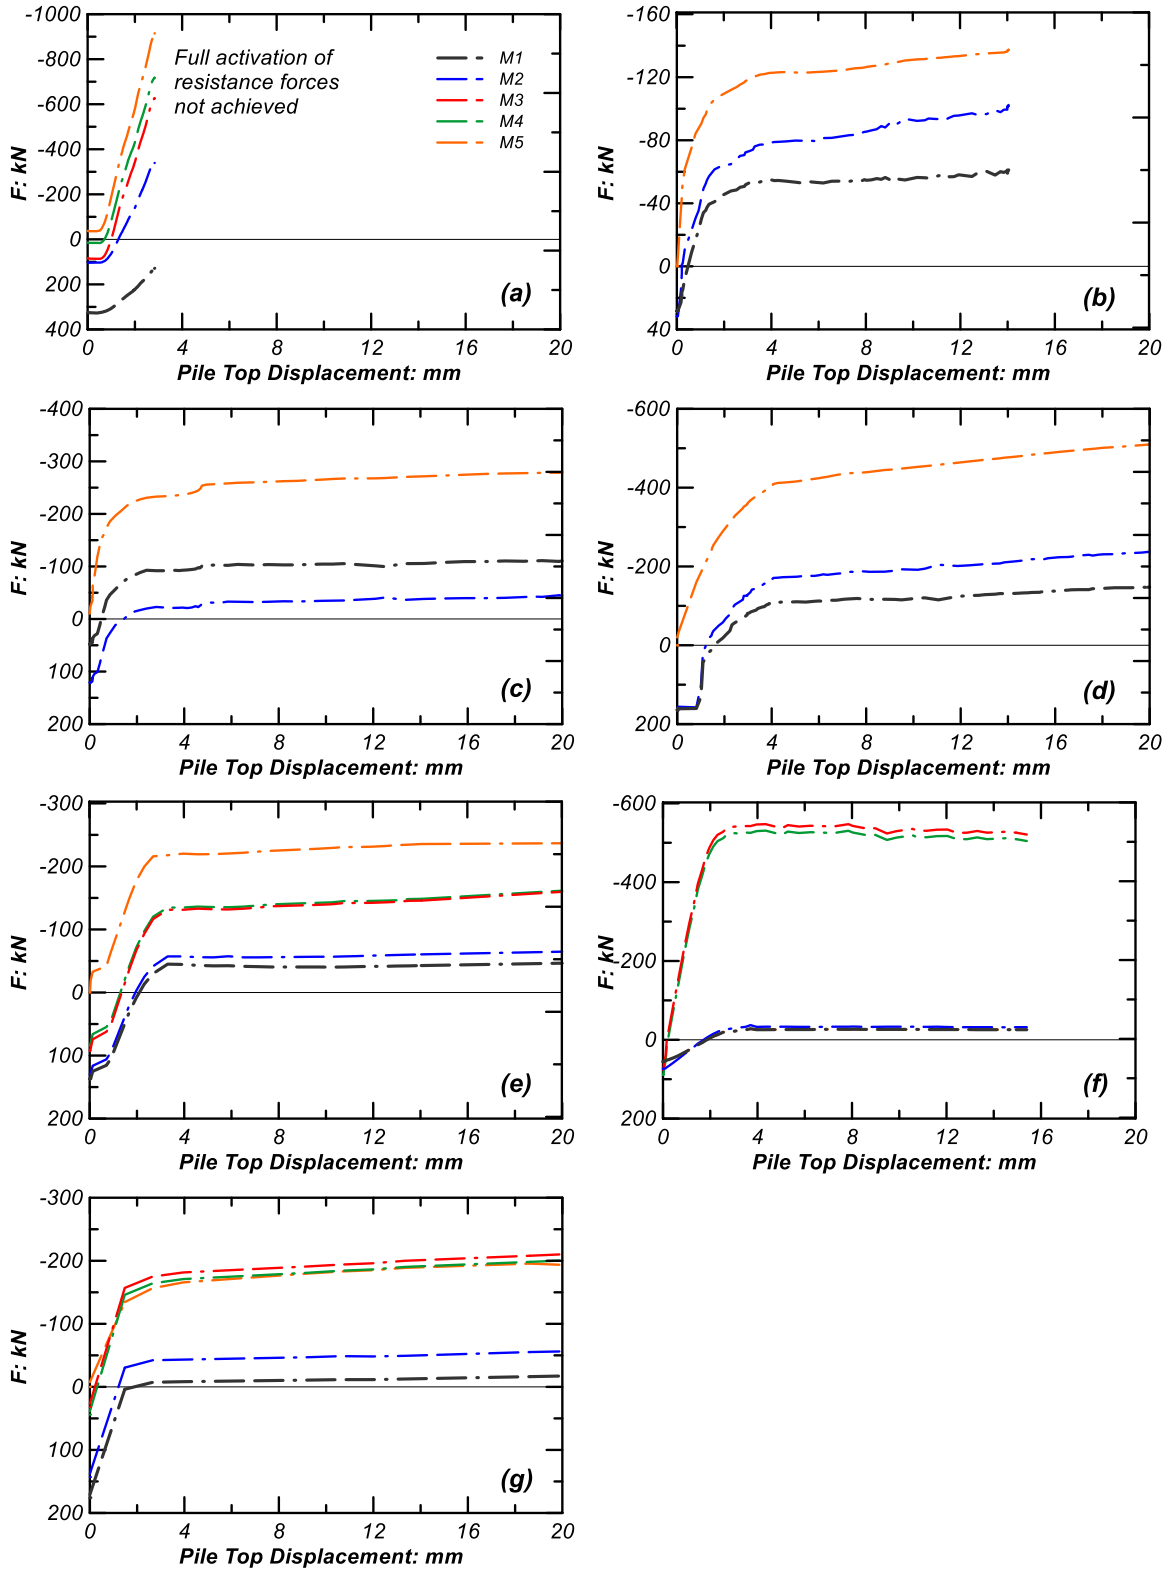 -1000
-800
-600
-400
-200
0
200
400
F: kN
Full activation of
resistance forces
not achieved
M1
M2
M3
M4
M5
(a)
0 4 8 12 16 20
Pile Top Displacement: mm
-160
-120
-80
-40
0
40
F: kN
(b)
0 4 8 12 16 20
Pile Top Displacement: mm
-400
-300
-200
-100
0
100
200
F: kN
(c)
0 4 8 12 16 20
Pile Top Displacement: mm
-600
-400
-200
0
200
F: kN
(d)
0 4 8 12 16 20
Pile Top Displacement: mm
-300
-200
-100
0
100
200
F: kN
(e)
0 4 8 12 16 20
Pile Top Displacement: mm
-600
-400
-200
0
200
F: kN
(f)
0 4 8 12 16 20
Pile Top Displacement: mm
-300
-200
-100
0
100
200
F: kN
(g)
0 4 8 12 16 20
Pile Top Displacement: mm